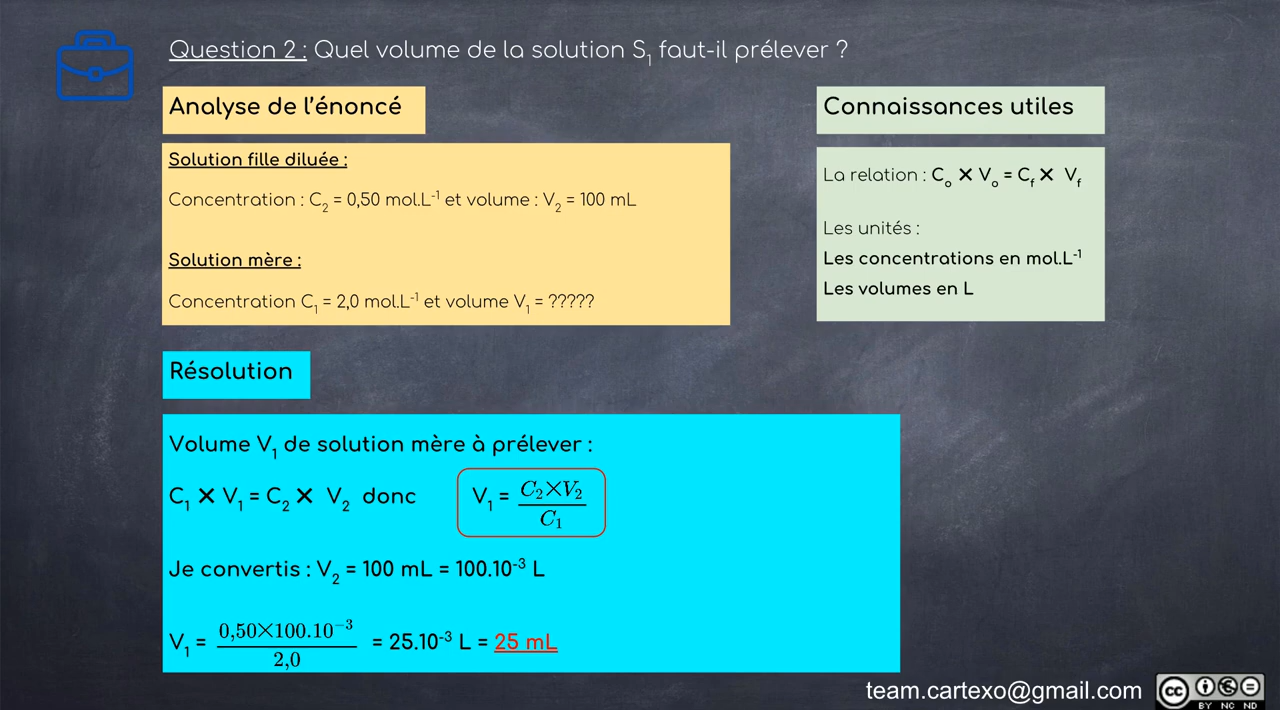 Question 2 : Quel volume de la solution S₁ faut-il prélever ?
Analyse de l’énoncé
Solution fille diluée :
Concentration : C₂ = 0,50 mol.L⁻¹ et volume : V₂ = 100 mL
Solution mère :
Concentration C₁ = 2,0 mol.L⁻¹ et volume V₁ = ?????
Connaissances utiles
La relation : Cₒ × Vₒ = C_f × V_f
Les unités :
Les concentrations en mol.L⁻¹
Les volumes en L
Résolution
Volume V₁ de solution mère à prélever :
C₁ × V₁ = C₂ × V₂ donc V₁ = \frac{C₂×V₂}{C₁}
Je convertis : V₂ = 100 mL = 100.10⁻³ L
V₁ = \frac{0,50×100.10⁻³}{2,0} = 25.10⁻³ L = 25 mL
team.cartexo@gmail.com
cc
BY NC ND